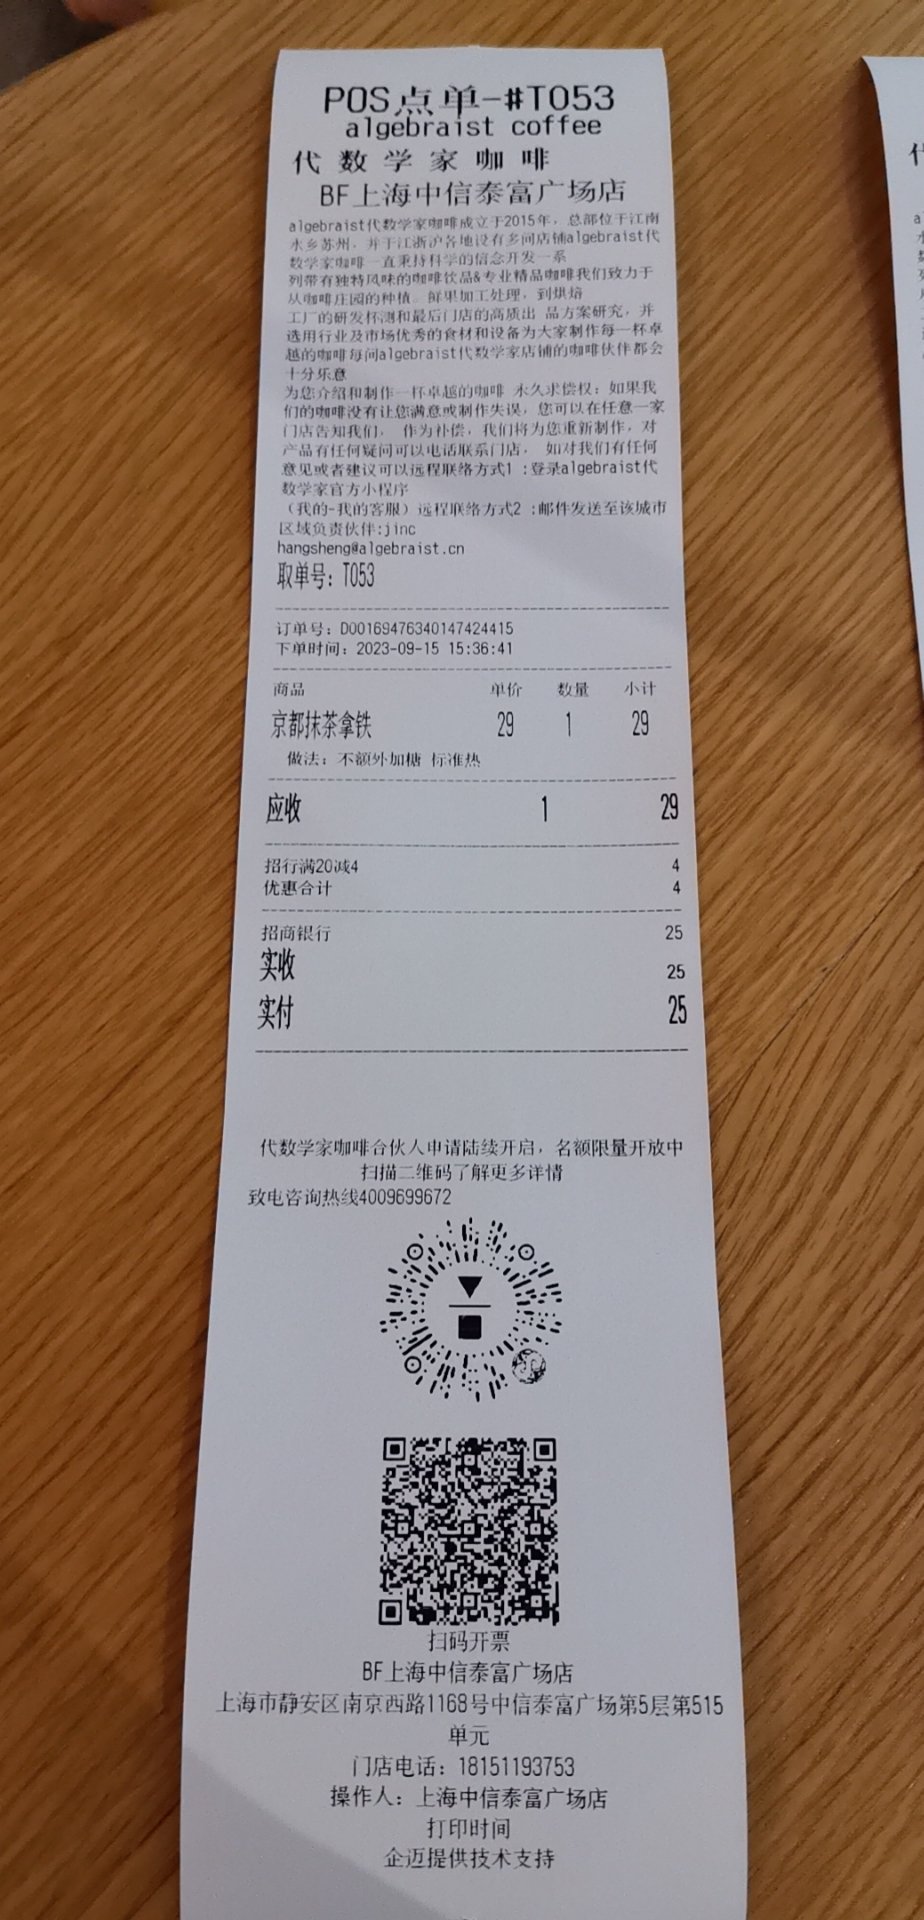 POS点单-#T053
algebraist coffee
代数学家咖啡
BF上海中信泰富广场店
algebraist代数学家咖啡成立于2015年，总部位于江南
水乡苏州，并于江浙沪各地设有多间店铺algebraist代
数学家咖啡一直秉持科学的信念开发一系
列带有独特风味的咖啡饮品&专业精品咖啡我们致力于
从咖啡庄园的种植、鲜果加工处理，到烘焙
工厂的研发杯测和最后门店的高质出 品方案研究，并
选用行业及市场优秀的食材和设备为大家制作每一杯卓
越的咖啡每间algebraist代数学家店铺的咖啡伙伴都会
十分乐意
为您介绍和制作一杯卓越的咖啡 永久求偿权：如果我
们的咖啡没有让您满意或制作失误，您可以在任意一家
门店告知我们， 作为补偿，我们将为您重新制作，对
产品有任何疑问可以电话联系门店， 如对我们有任何
意见或者建议可以远程联络方式1 :登录algebraist代
数学家官方小程序
（我的-我的客服）远程联络方式2 :邮件发送至该城市
区域负责伙伴:jinc
hangsheng@algebraist.cn
取单号：T053
订单号：D00169476340147424415
下单时间：2023-09-15 15:36:41
商品 单价 数量 小计
京都抹茶拿铁 29 1 29
做法：不额外加糖 标准热
应收 1 29
招行满20减4 4
优惠合计 4
招商银行 25
实收 25
实付 25
代数学家咖啡合伙人申请陆续开启，名额限量开放中
扫描二维码了解更多详情
致电咨询热线4009699672
扫码开票
BF上海中信泰富广场店
上海市静安区南京西路1168号中信泰富广场第5层第515
单元
门店电话：18151193753
操作人：上海中信泰富广场店
打印时间
企迈提供技术支持